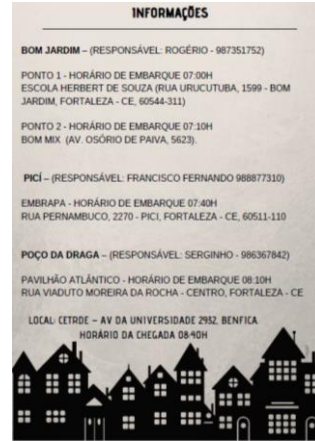 INFORMAÇÕES
BOM JARDIM – (RESPONSÁVEL: ROGÉRIO - 987351752)
PONTO 1 - HORÁRIO DE EMBARQUE 07:00H
ESCOLA HERBERT DE SOUZA (RUA URUCUTUBA, 1599 - BOM
JARDIM, FORTALEZA - CE, 60544-311)
PONTO 2 - HORÁRIO DE EMBARQUE 07:10H
BOM MIX  (AV. OSÓRIO DE PAIVA, 5623).
PICÍ – (RESPONSÁVEL: FRANCISCO FERNANDO 988877310)
EMBRAPA - HORÁRIO DE EMBARQUE 07:40H
RUA PERNAMBUCO, 2270 - PICI, FORTALEZA - CE, 60511-110
POÇO DA DRAGA – (RESPONSÁVEL: SERGINHO - 986367842)
PAVILHÃO ATLÂNTICO - HORÁRIO DE EMBARQUE 08:10H
RUA VIADUTO MOREIRA DA ROCHA - CENTRO, FORTALEZA - CE
LOCAL: CETRDE – AV DA UNIVERSIDADE 2932, BENFICA.
HORÁRIO DA CHEGADA 08:40H